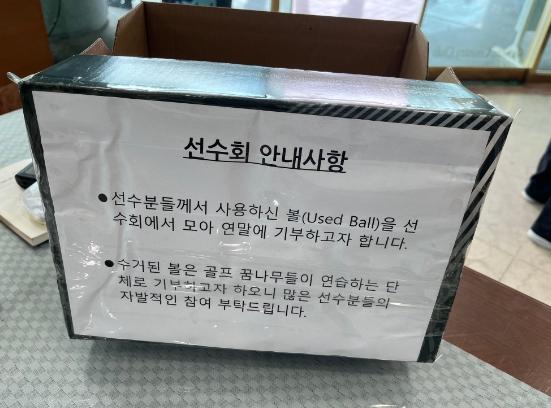 선수회 안내사항
● 선수분들께서 사용하신 볼(Used Ball)을 선
수회에서 모아 연말에 기부하고자 합니다.
● 수거된 볼은 골프 꿈나무들이 연습하는 단
체로 기부하고자 하오니 많은 선수분들의
자발적인 참여 부탁드립니다.